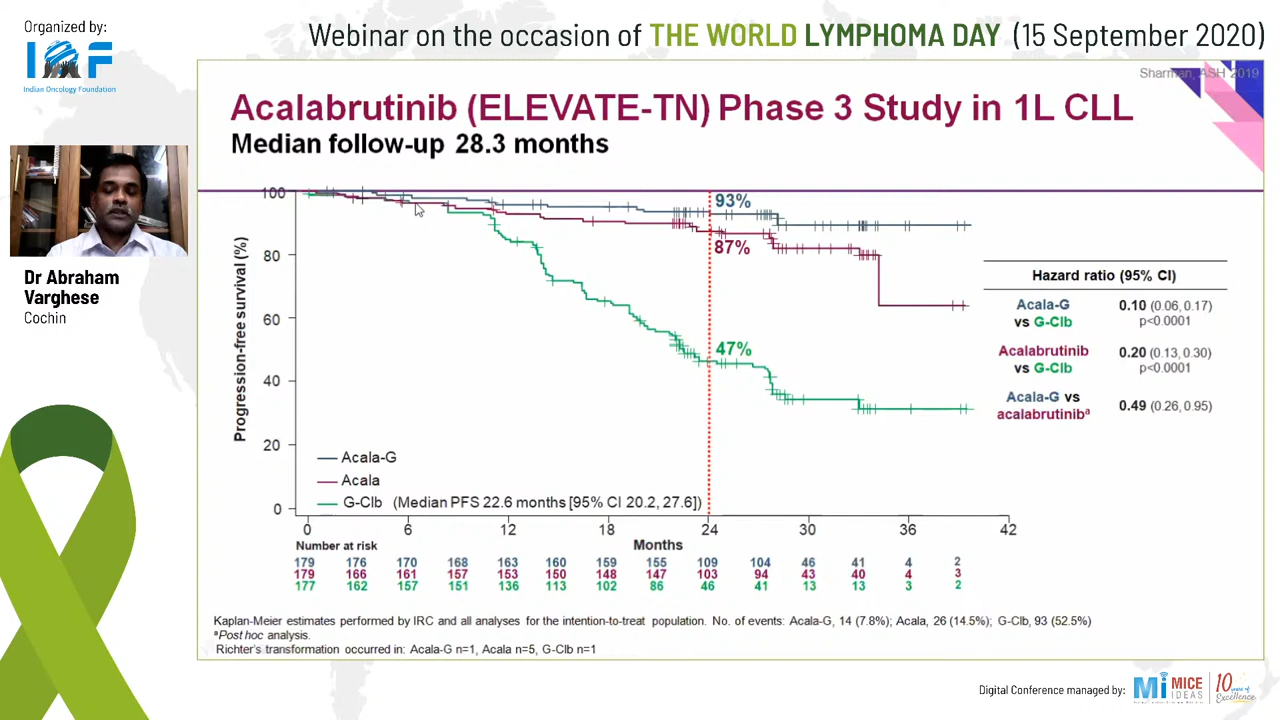 Organized by:
IOF
Indian Oncology Foundation
Webinar on the occasion of THE WORLD LYMPHOMA DAY (15 September 2020)
Sharman, ASH 2019
Acalabrutinib (ELEVATE-TN) Phase 3 Study in 1L CLL
Median follow-up 28.3 months
Dr Abraham
Varghese
Cochin
Progression-free survival (%)
100
80
60
40
20
0
93%
87%
47%
Acala-G
Acala
G-Clb (Median PFS 22.6 months [95% CI 20.2, 27.6])
0 6 12 18 24 30 36 42
Number at risk
Months
179 176 170 168 163 160 159 155 109 104 46 41 4 2
179 166 161 157 153 150 148 147 103 94 43 40 4 3
177 162 157 151 136 113 102 86 46 41 13 13 3 2
Hazard ratio (95% CI)
Acala-G
vs G-Clb
0.10 (0.06, 0.17)
p<0.0001
Acalabrutinib
vs G-Clb
0.20 (0.13, 0.30)
p<0.0001
Acala-G vs
acalabrutinibᵃ
0.49 (0.26, 0.95)
Kaplan-Meier estimates performed by IRC and all analyses for the intention-to-treat population. No. of events: Acala-G, 14 (7.8%); Acala, 26 (14.5%); G-Clb, 93 (52.5%)
ᵃPost hoc analysis.
Richter's transformation occurred in: Acala-G n=1, Acala n=5, G-Clb n=1
Digital Conference managed by:
Mi MICE
IDEAS
10 years of
Excellence